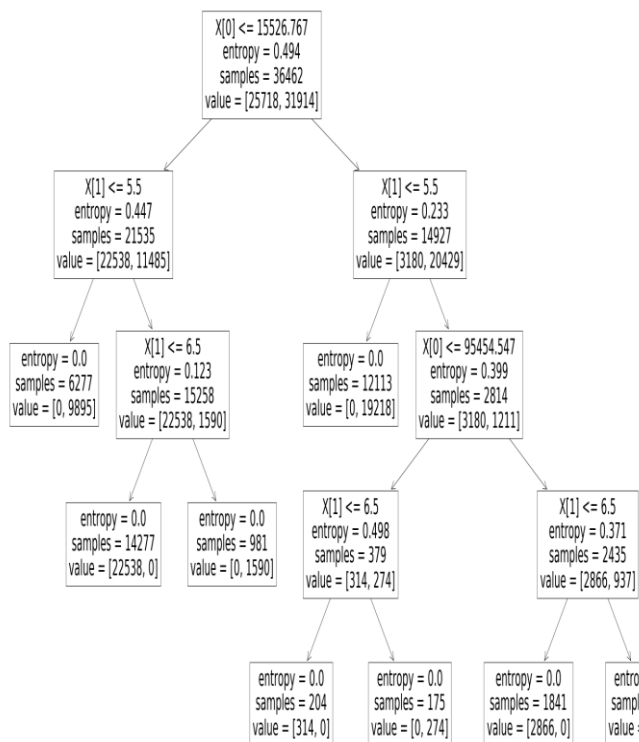 X[0] <= 15526.767
entropy = 0.494
samples = 36462
value = [25718, 31914]
X[1] <= 5.5
entropy = 0.447
samples = 21535
value = [22538, 11485]
X[1] <= 5.5
entropy = 0.233
samples = 14927
value = [3180, 20429]
entropy = 0.0
samples = 6277
value = [0, 9895]
X[1] <= 6.5
entropy = 0.123
samples = 15258
value = [22538, 1590]
entropy = 0.0
samples = 12113
value = [0, 19218]
X[0] <= 95454.547
entropy = 0.399
samples = 2814
value = [3180, 1211]
entropy = 0.0
samples = 14277
value = [22538, 0]
entropy = 0.0
samples = 981
value = [0, 1590]
X[1] <= 6.5
entropy = 0.498
samples = 379
value = [314, 274]
X[1] <= 6.5
entropy = 0.371
samples = 2435
value = [2866, 937]
entropy = 0.0
samples = 204
value = [314, 0]
entropy = 0.0
samples = 175
value = [0, 274]
entropy = 0.0
samples = 1841
value = [2866, 0]
entro
sampl
value =